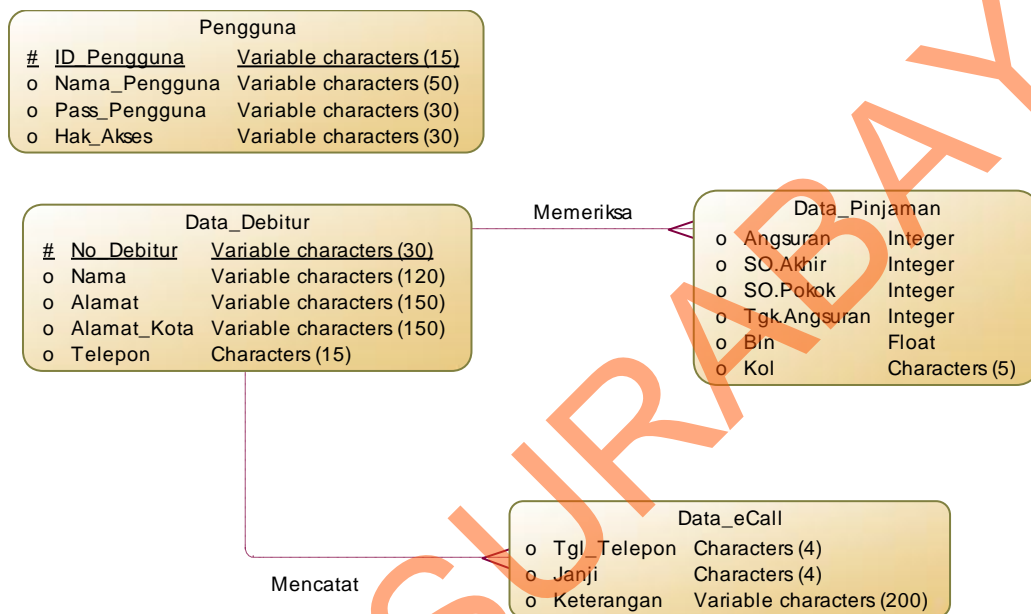 Pengguna
# ID_Pengguna Variable characters (15)
o Nama_Pengguna Variable characters (50)
o Pass_Pengguna Variable characters (30)
o Hak_Akses Variable characters (30)
Data_Debitur
# No_Debitur Variable characters (30)
o Nama Variable characters (120)
o Alamat Variable characters (150)
o Alamat_Kota Variable characters (150)
o Telepon Characters (15)
Memeriksa
Data_Pinjaman
o Angsuran Integer
o SO.Akhir Integer
o SO.Pokok Integer
o Tgk.Angsuran Integer
o Bln Float
o Kol Characters (5)
Mencatat
Data_eCall
o Tgl_Telepon Characters (4)
o Janji Characters (4)
o Keterangan Variable characters (200)
SURABAY